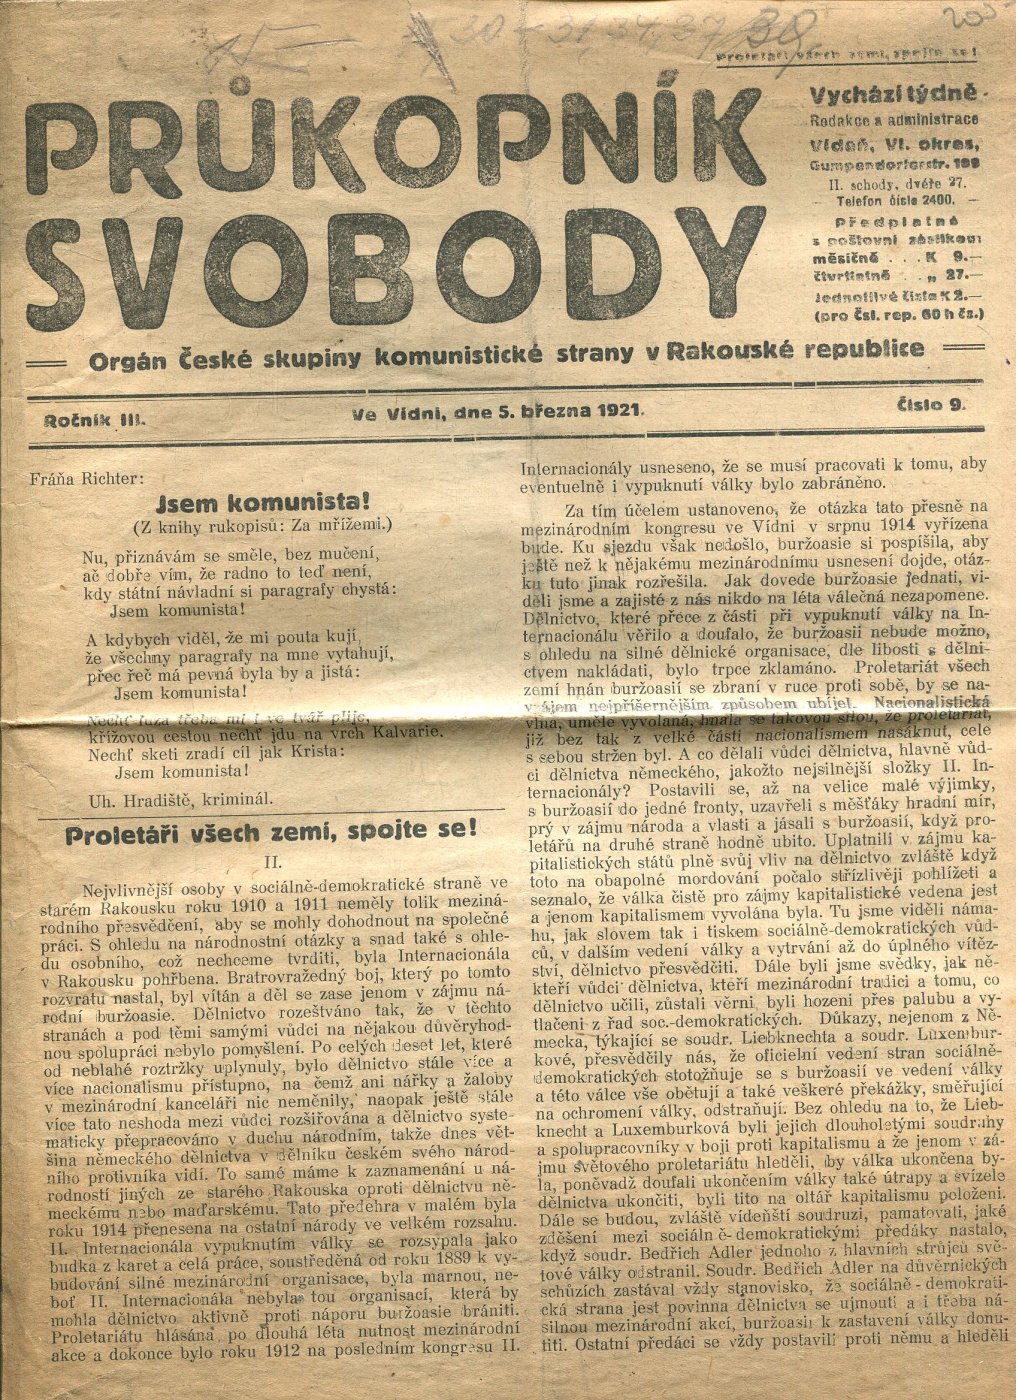 Proletáři všech zemí, spojte se!
PRŮKOPNÍK
SVOBODY
Vychází týdně
Redakce a administrace
Vídeň, VI. okres,
Gumpendorferstr.
II. schody, dvéře 27.
Telefon číslo 2400.
Předplatné
s poštovní zásilkou
měsíčně . . . K 9.—
čtvrtletně . . „ 27.—
Jednotlivé čísla K 2.—
(pro čsl. rep. 60 h čs.)
Orgán České skupiny komunistické strany v Rakouské republice
Ročník III.
Ve Vídni, dne 5. března 1921.
Číslo 9.
Fráňa Richter:
Jsem komunista!
(Z knihy rukopisů: Za mřížemi.)
Nu, přiznávám se směle, bez mučení,
ač dobře vím, že radno to teď není,
kdy státní návladní si paragrafy chystá:
Jsem komunista!
A kdybych viděl, že mi pouta kují,
že všechny paragrafy na mne vytahují,
přec řeč má pevná byla by a jistá:
Jsem komunista!
Nechť luza třeba mi i ve tvář plije,
křížovou cestou nechť jdu na vrch Kalvarie.
Nechť sketi zradí cíl jak Krista:
Jsem komunista!
Uh. Hradiště, kriminál.
Proletáři všech zemí, spojte se!
II.
Nejvlivnější osoby v sociálně-demokratické straně ve
starém Rakousku roku 1910 a 1911 neměly tolik meziná-
rodního přesvědčení, aby se mohly dohodnout na společné
práci. S ohledu na národnostní otázky a snad také s ohle-
du osobního, což nechceme tvrditi, byla Internacionála
v Rakousku pohřbena. Bratrovražedný boj, který po tomto
rozvratu nastal, byl vítán a děl se zase jenom v zájmu ná-
rodní buržoasie. Dělnictvo rozeštváno tak, že v těchto
stranách a pod těmi samými vůdci na nějakou důvěryhod-
nou spolupráci nebylo pomyšlení. Po celých deset let, které
od neblahé roztržky uplynuly, bylo dělnictvo stále více a
více nacionalismu přístupno, na čemž ani nářky a žaloby
v mezinárodní kanceláři nic neměnily, naopak ještě stále
více tato neshoda mezi vůdci rozšiřována a dělnictvo syste-
maticky přepracováno v duchu národním, takže dnes vět-
šina německého dělnictva v dělníku českém svého národ-
ního protivníka vidí. To samé máme k zaznamenání u ná-
rodností jiných ze starého Rakouska oproti dělnictvu ně-
meckému nebo maďarskému. Tato předehra v malém byla
roku 1914 přenesena na ostatní národy ve velkém rozsahu.
II. Internacionála vypuknutím války se rozsypala jako
budka z karet a celá práce, soustředěná od roku 1889 k vy-
budování silné mezinárodní organisace, byla marnou, ne-
boť II. Internacionála nebyla tou organisací, která by
mohla dělnictvo aktivně proti náporu buržoasie brániti.
Proletariátu hlásána po dlouhá léta nutnost mezinárodní
akce a dokonce bylo roku 1912 na posledním kongresu II.
Internacionály usneseno, že se musí pracovati k tomu, aby
eventuelně i vypuknutí války bylo zabráněno.
Za tím účelem ustanoveno, že otázka tato přesně na
mezinárodním kongresu ve Vídni v srpnu 1914 vyřízena
bude. Ku sjezdu však nedošlo, buržoasie si pospíšila, aby
ještě než k nějakému mezinárodnímu usnesení dojde, otáz-
ku tuto jinak rozřešila. Jak dovede buržoasie jednati, vi-
děli jsme a zajisté z nás nikdo na léta válečná nezapomene.
Dělnictvo, které přece z části při vypuknutí války na In-
ternacionálu věřilo a doufalo, že buržoasii nebude možno,
s ohledu na silné dělnické organisace, dle libosti s dělni-
ctvem nakládati, bylo trpce zklamáno. Proletariát všech
zemí hnán buržoasií se zbraní v ruce proti sobě, by se na-
vzájem nejpříšernějším způsobem ubíjel. Nacionalistická
vlna, uměle vyvolaná, hnala se takovou silou, že proletariát,
již bez tak z velké části nacionalismem nasáknut, cele
s sebou stržen byl. A co dělali vůdci dělnictva, hlavně vůd-
ci dělnictva německého, jakožto nejsilnější složky II. In-
ternacionály? Postavili se, až na velice malé výjimky,
s buržoasií do jedné fronty, uzavřeli s měšťáky hradní mír,
prý v zájmu národa a vlasti a jásali s buržoasií, když pro-
letářů na druhé straně hodně ubito. Uplatnili v zájmu ka-
pitalistických států plně svůj vliv na dělnictvo zvláště když
toto na obapolné mordování počalo střízlivěji pohlížeti a
seznalo, že válka čistě pro zájmy kapitalistické vedena jest
a jenom kapitalismem vyvolána byla. Tu jsme viděli náma-
hu, jak slovem tak i tiskem sociálně-demokratických vůd-
ců, v dalším vedení války a vytrvání až do úplného vítěz-
ství, dělnictvo přesvědčiti. Dále byli jsme svědky, jak ně-
kteří vůdci dělnictva, kteří mezinárodní tradici a tomu, co
dělnictvo učili, zůstali věrni, byli hozeni přes palubu a vy-
tlačeni z řad soc.-demokratických. Důkazy, nejenom z Ně-
mecka, týkající se soudr. Liebknechta a soudr. Luxembur-
kové, přesvědčily nás, že oficielní vedení stran sociálně-
demokratických stotožňuje se s buržoasií ve vedení války
a této válce vše obětují a také veškeré překážky, směřující
na ochromení války, odstraňují. Bez ohledu na to, že Lieb-
knecht a Luxemburková byli jejich dlouholetými soudruhy
a spolupracovníky v boji proti kapitalismu a že jenom v zá-
jmu světového proletariátu hleděli, by válka ukončena by-
la, poněvadž doufali ukončením války také útrapy a svízele
dělnictva ukončiti, byli tito na oltář kapitalismu položeni.
Dále se budou, zvláště vídeňští soudruzi, pamatovati, jaké
zděšení mezi sociálně-demokratickými předáky nastalo,
když soudr. Bedřich Adler jednoho z hlavních strůjců svě-
tové války odstranil. Soudr. Bedřich Adler na důvěrnických
schůzích zastával vždy stanovisko, že sociálně-demokrati-
cká strana jest povinna dělnictva se ujmouti a i třeba ná-
silnou mezinárodní akcí, buržoasii k zastavení války donu-
titi. Ostatní předáci se vždy postavili proti němu a hleděli